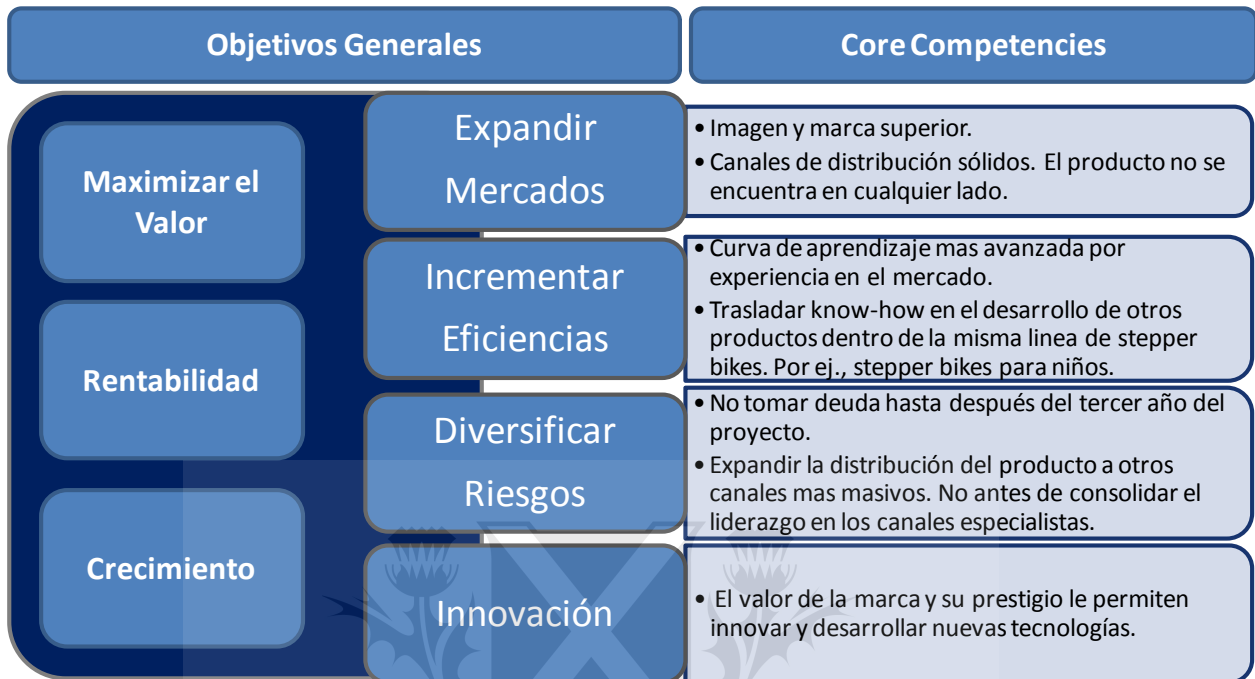 Objetivos Generales
Core Competencies
Maximizar el
Valor
Rentabilidad
Crecimiento
Expandir
Mercados
• Imagen y marca superior.
• Canales de distribución sólidos. El producto no se
encuentra en cualquier lado.
Incrementar
Eficiencias
• Curva de aprendizaje mas avanzada por
experiencia en el mercado.
• Trasladar know-how en el desarrollo de otros
productos dentro de la misma linea de stepper
bikes. Por ej., stepper bikes para niños.
Diversificar
Riesgos
• No tomar deuda hasta después del tercer año del
proyecto.
• Expandir la distribución del producto a otros
canales mas masivos. No antes de consolidar el
liderazgo en los canales especialistas.
Innovación
• El valor de la marca y su prestigio le permiten
innovar y desarrollar nuevas tecnologías.